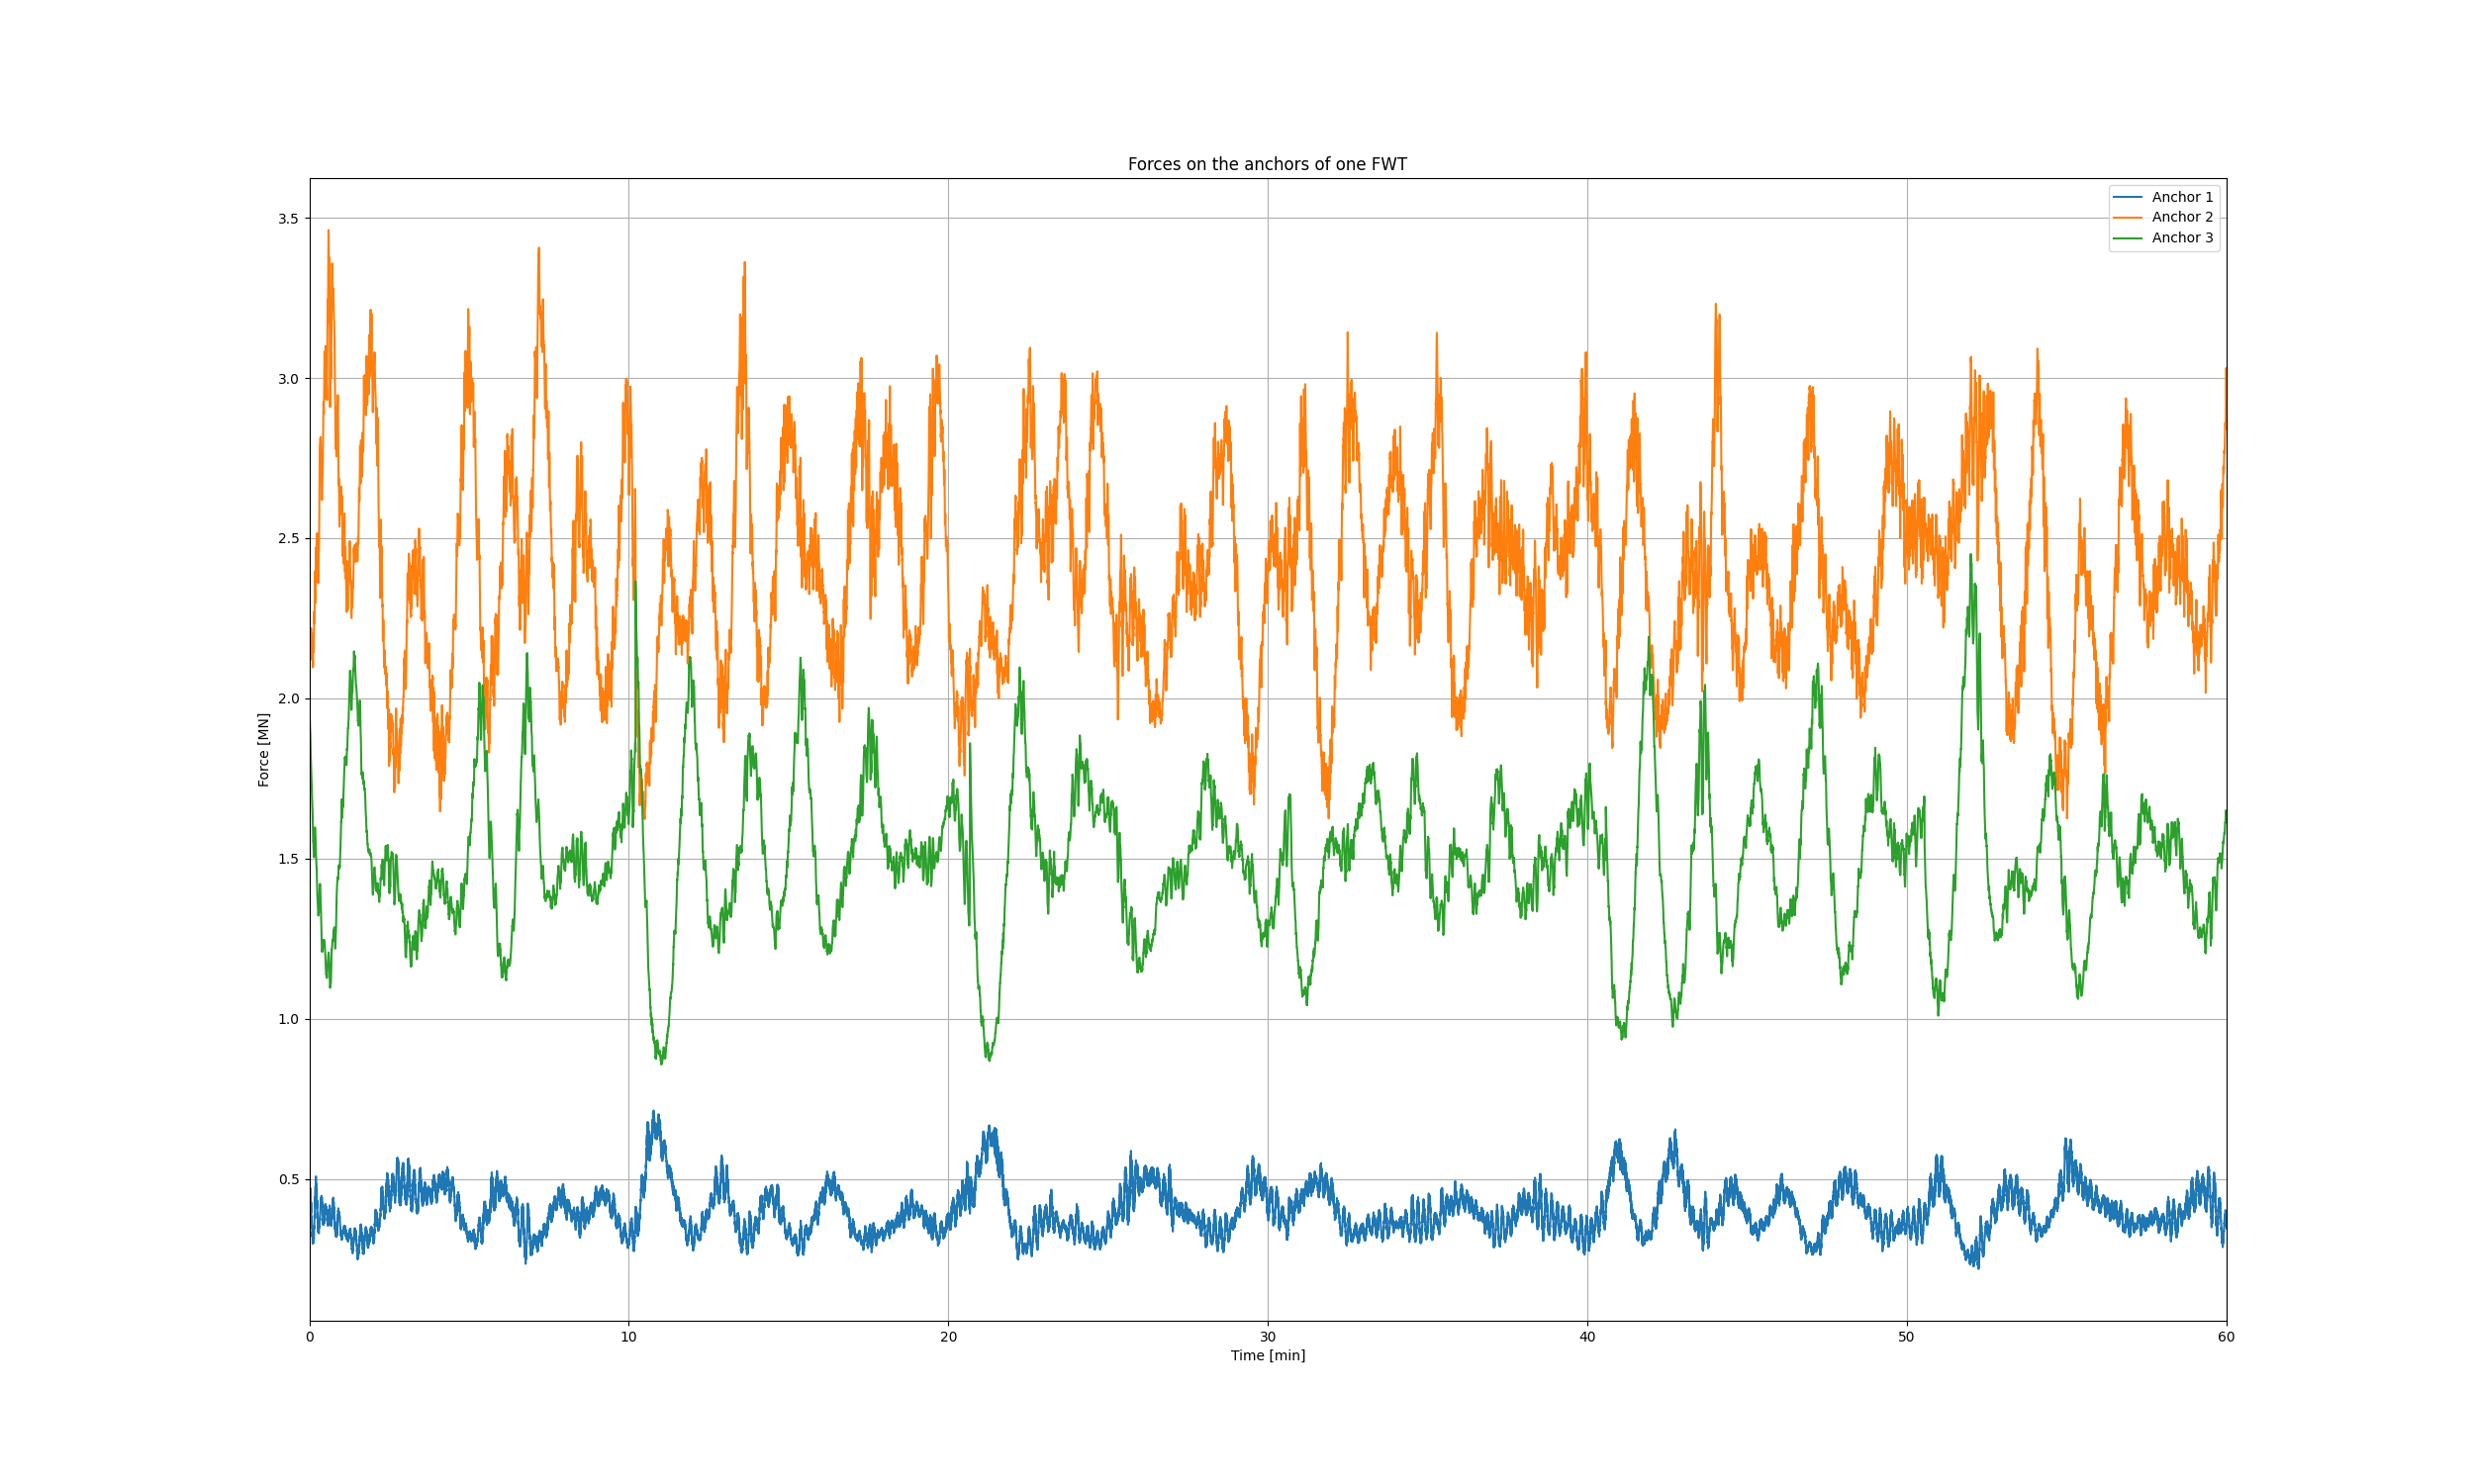 Forces on the anchors of one FWT
Anchor 1
Anchor 2
Anchor 3
3.5
3.0
2.5
2.0
1.5
1.0
0.5
Force [MN]
0 10 20 30 40 50 60
Time [min]